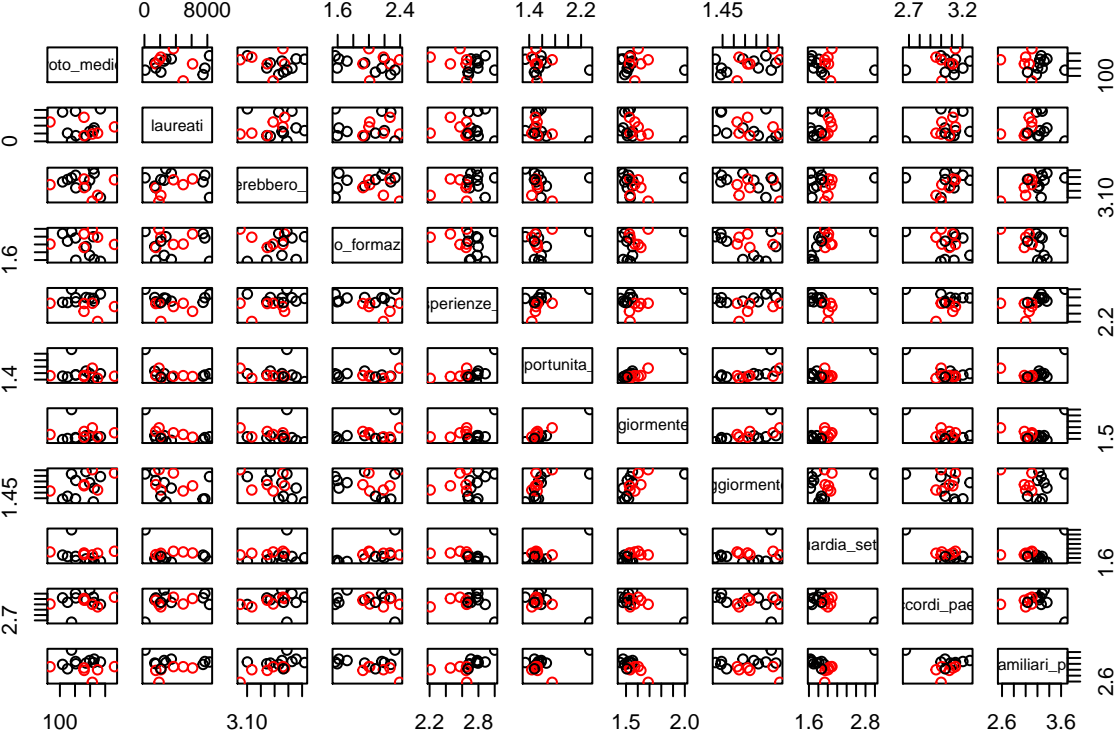 0 8000 1.6 2.4 1.4 2.2 1.45 2.7 3.2
oto_medi 100
0 laureati
erebbero_ 3.10
1.6 o_formaz
sperienze_ 2.2
1.4 portunita_
giormente 1.5
1.45 ggiormente
uardia_set 1.6
2.7 ccordi_pae
amiliari_p 2.6
100 3.10 2.2 2.8 1.5 2.0 1.6 2.8 2.6 3.6